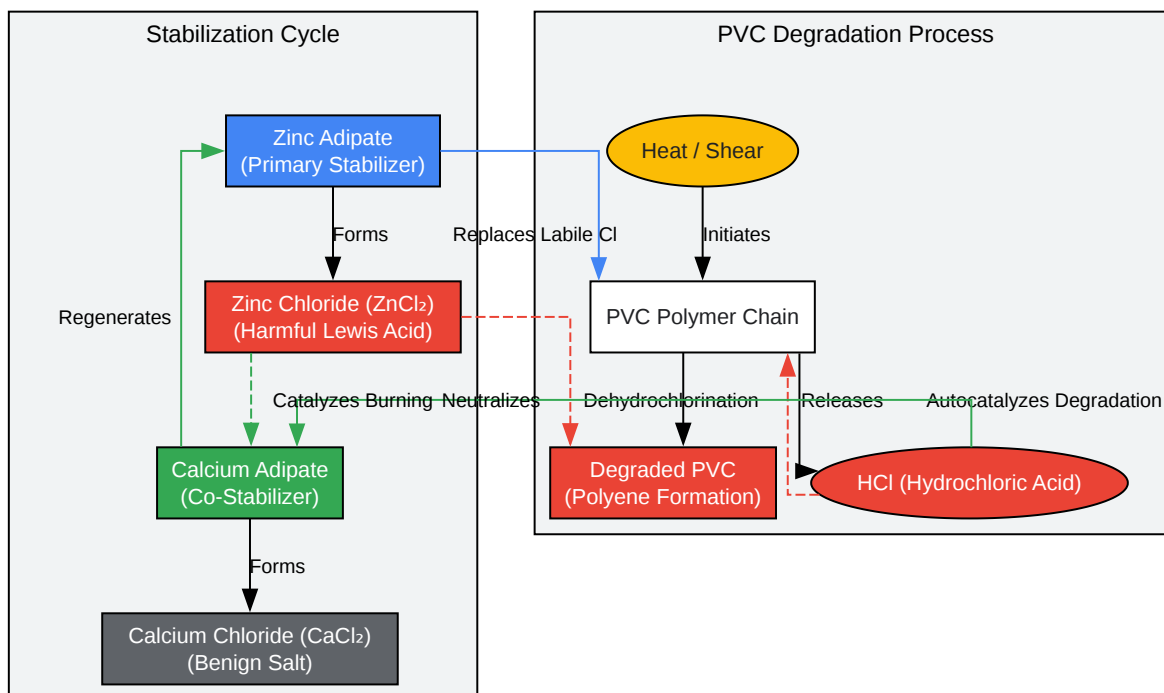 Stabilization Cycle
PVC Degradation Process
Zinc Adipate
(Primary Stabilizer)
Heat / Shear
Forms
Replaces Labile Cl
Initiates
Zinc Chloride (ZnCl₂)
(Harmful Lewis Acid)
Regenerates
PVC Polymer Chain
Catalyzes Burning
Neutralizes
Dehydrochlorination
Releases
Autocatalyzes Degradation
Calcium Adipate
(Co-Stabilizer)
Degraded PVC
(Polyene Formation)
HCl (Hydrochloric Acid)
Forms
Calcium Chloride (CaCl₂)
(Benign Salt)